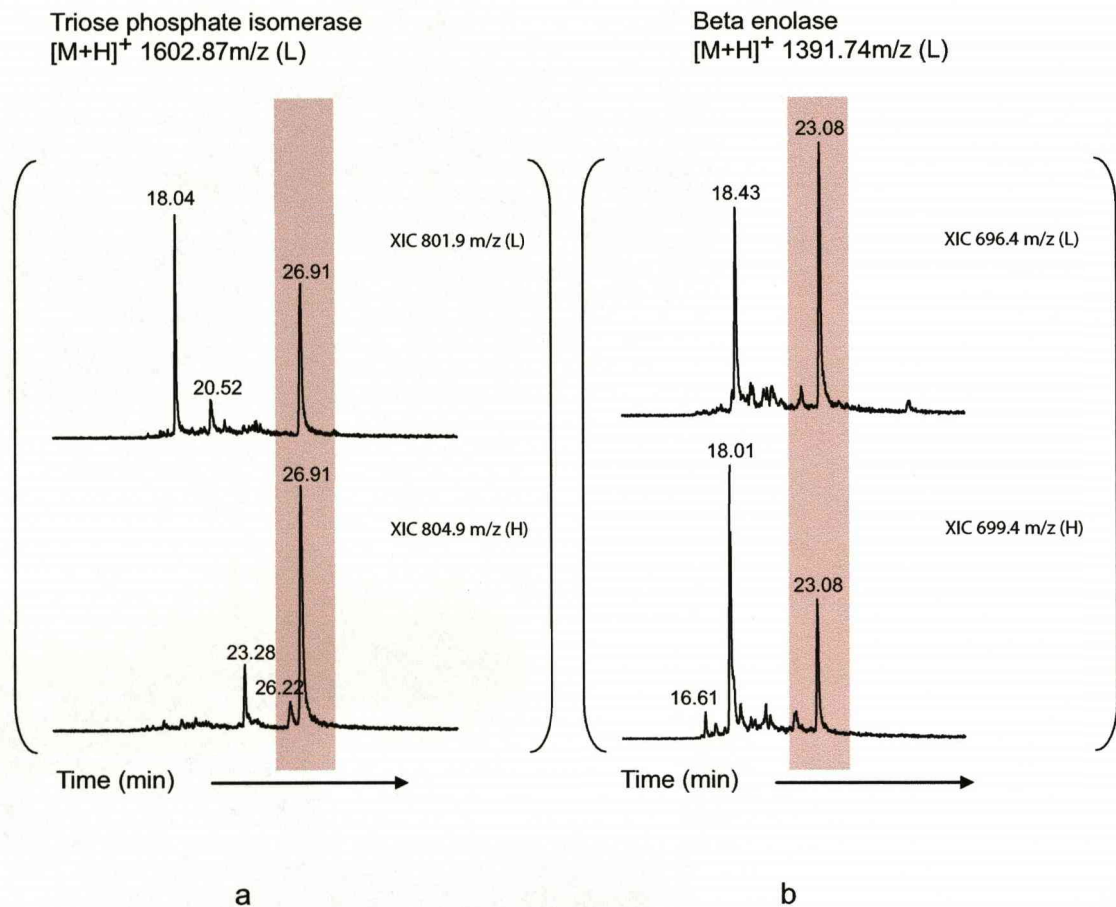 Triose phosphate isomerase
[M+H]+ 1602.87m/z (L)
18.04
XIC 801.9 m/z (L)
26.91
20.52
26.91
XIC 804.9 m/z (H)
23.28
26.22
Time (min)
a
Beta enolase
[M+H]+ 1391.74m/z (L)
23.08
18.43
XIC 696.4 m/z (L)
18.01
XIC 699.4 m/z (H)
23.08
16.61
Time (min)
b